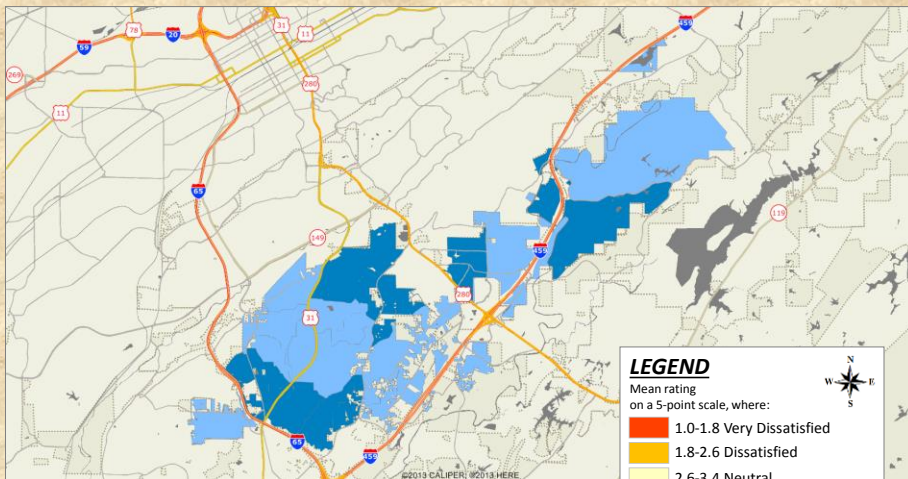 459
31
78
11
59
20
280
269
11
65
119
149
459
280
31
LEGEND
N
W E
S
Mean rating
on a 5-point scale, where:
1.0-1.8 Very Dissatisfied
1.8-2.6 Dissatisfied
2.6-3.4 Neutral
65
459
©2013 CALIPER; ©2013 HERE